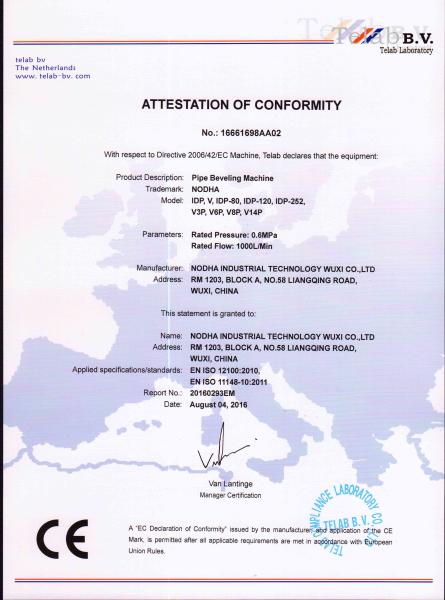 Telab B.V.
Telab B.V.
Telab Laboratory
telab bv
The Netherlands
www. telab-bv. com
ATTESTATION OF CONFORMITY
No.: 16661698AA02
With respect to Directive 2006/42/EC Machine, Telab declares that the equipment:
Product Description: Pipe Beveling Machine
Trademark: NODHA
Model: IDP, V, IDP-80, IDP-120, IDP-252,
V3P, V6P, V8P, V14P
Parameters: Rated Pressure: 0.6MPa
Rated Flow: 1000L/Min
Manufacturer: NODHA INDUSTRIAL TECHNOLOGY WUXI CO.,LTD
Address: RM 1203, BLOCK A, NO.58 LIANGQING ROAD,
WUXI, CHINA
This statement is granted to:
Name: NODHA INDUSTRIAL TECHNOLOGY WUXI CO.,LTD
Address: RM 1203, BLOCK A, NO.58 LIANGQING ROAD,
WUXI, CHINA
Applied specifications/standards: EN ISO 12100:2010,
EN ISO 11148-10:2011
Report No.: 20160293EM
Date: August 04, 2016
Van Lantinge
Manager Certification
CE
A "EC Declaration of Conformity" issued by the manufacturer and application of the CE
Mark, is permitted after all applicable requirements are met in accordance with European
Union Rules.
COMPLIANCE LABORATORY CO
TELAB B.V.
TELAB